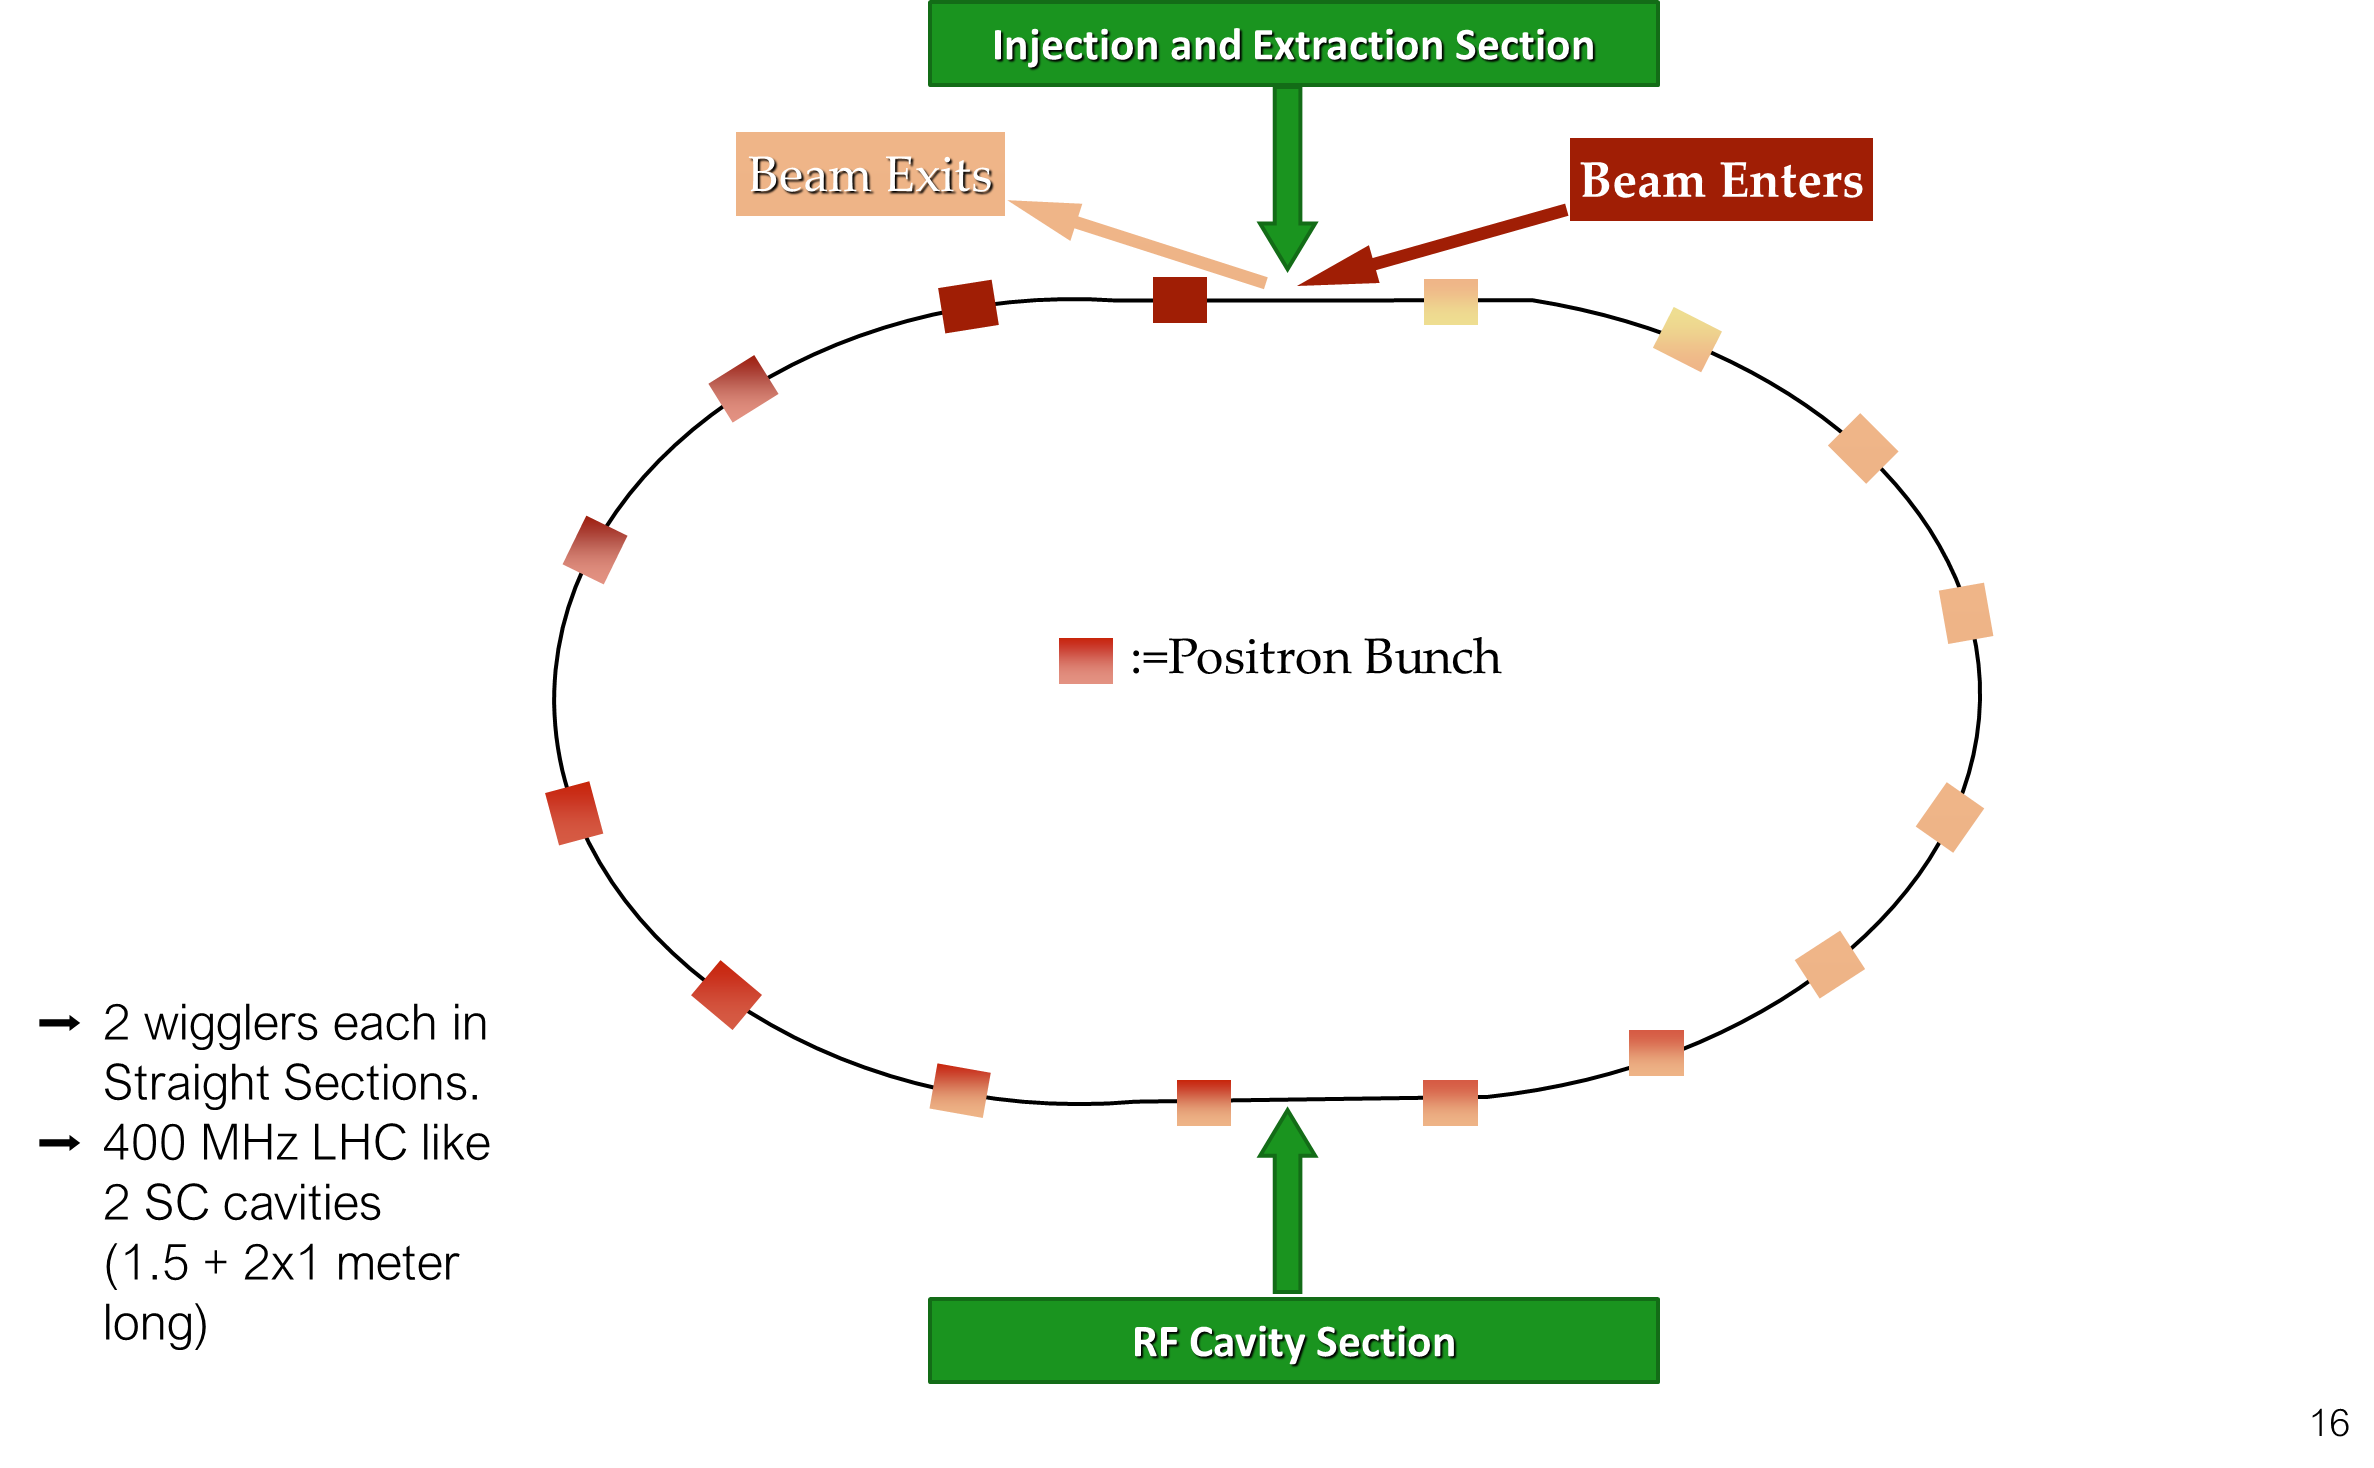 Injection and Extraction Section
Beam Exits
Beam Enters
:=Positron Bunch
2 wigglers each in
Straight Sections.
400 MHz LHC like
2 SC cavities
(1.5 + 2x1 meter
long)
RF Cavity Section
16